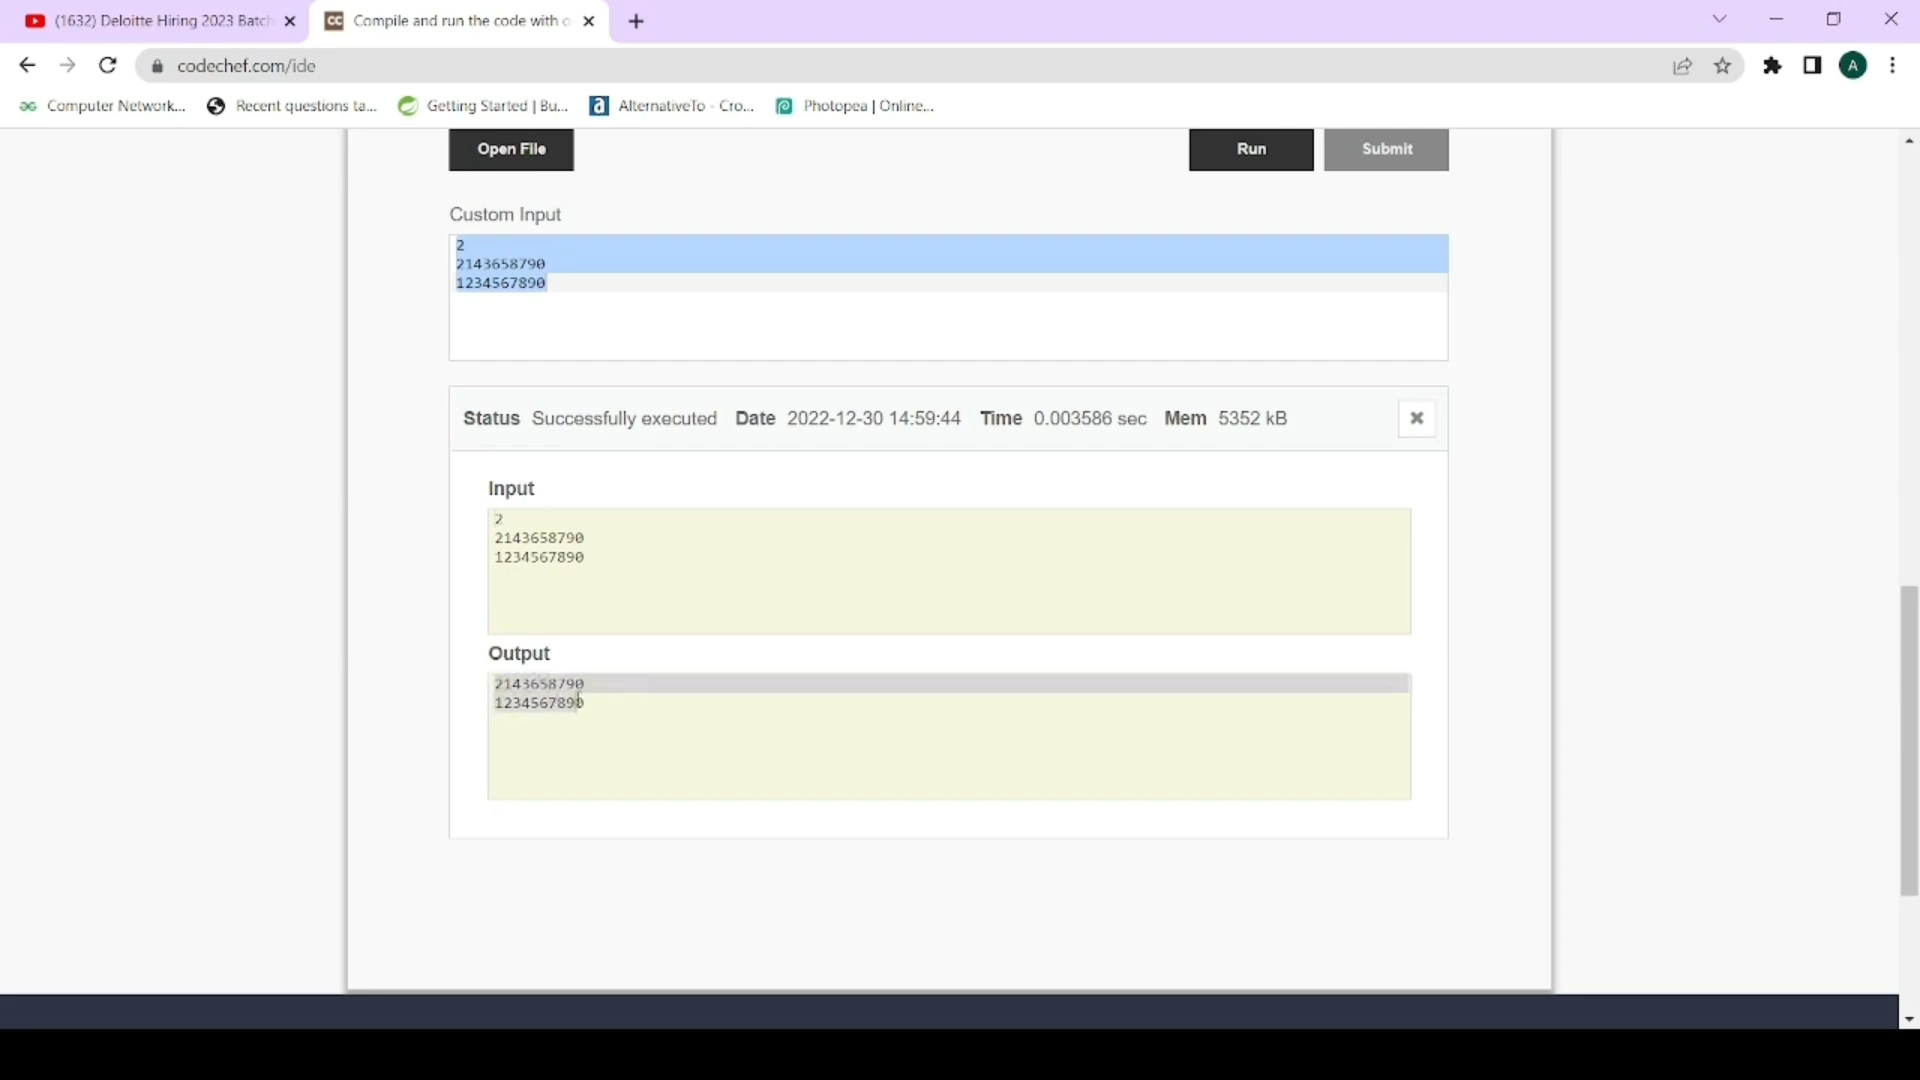 (1632) Deloitte Hiring 2023 Batch
CC Compile and run the code with o
codechef.com/ide
A
Computer Network...
Recent questions ta...
Getting Started | Bu...
a AlternativeTo - Cro...
Photopea | Online...
Open File
Run
Submit
Custom Input
2
2143658790
1234567890
Status Successfully executed Date 2022-12-30 14:59:44 Time 0.003586 sec Mem 5352 kB
Input
2
2143658790
1234567890
Output
2143658790
1234567890